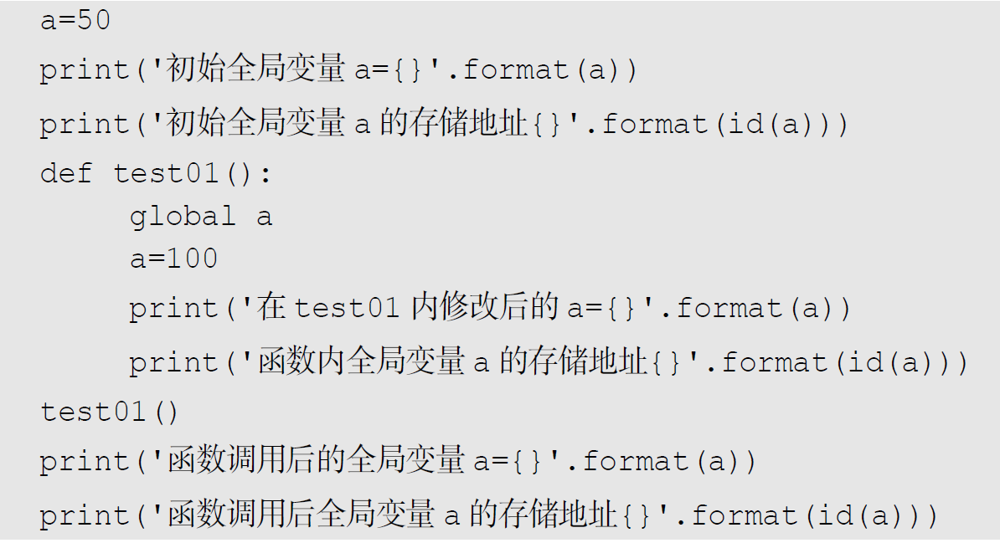 a=50
print('初始全局变量 a={}'.format(a))
print('初始全局变量 a 的存储地址{}'.format(id(a)))
def test01():
global a
a=100
print('在 test01 内修改后的 a={}'.format(a))
print('函数内全局变量 a 的存储地址{}'.format(id(a)))
test01()
print('函数调用后的全局变量 a={}'.format(a))
print('函数调用后全局变量 a 的存储地址{}'.format(id(a)))